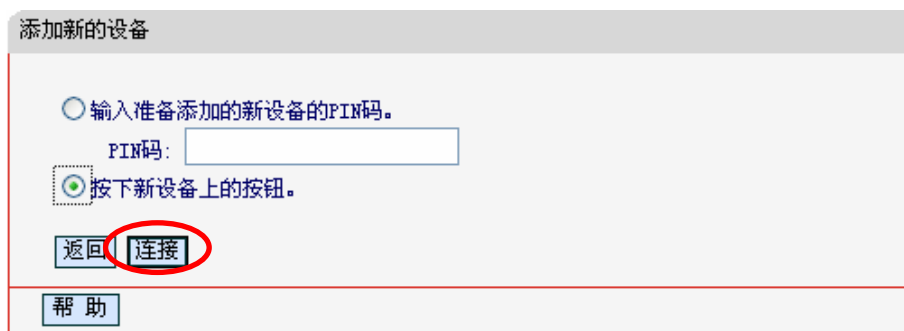 添加新的设备
输入准备添加的新设备的PIN码。
PIN码:
按下新设备上的按钮。
返回 连接
帮 助